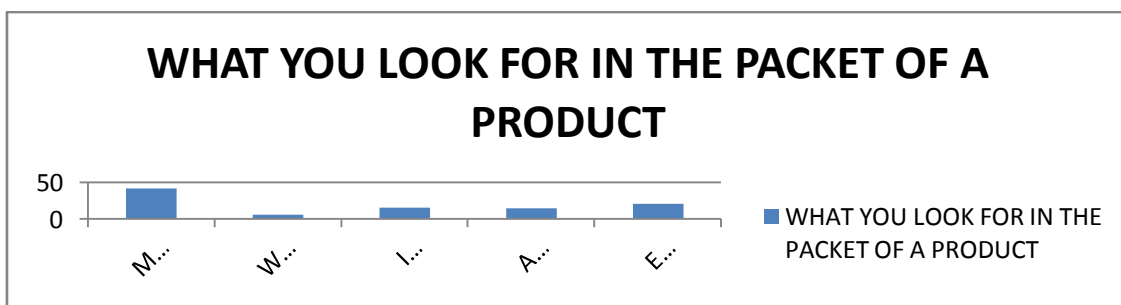 WHAT YOU LOOK FOR IN THE PACKET OF A
PRODUCT
50
0
M...
W...
I...
A...
E...
WHAT YOU LOOK FOR IN THE
PACKET OF A PRODUCT